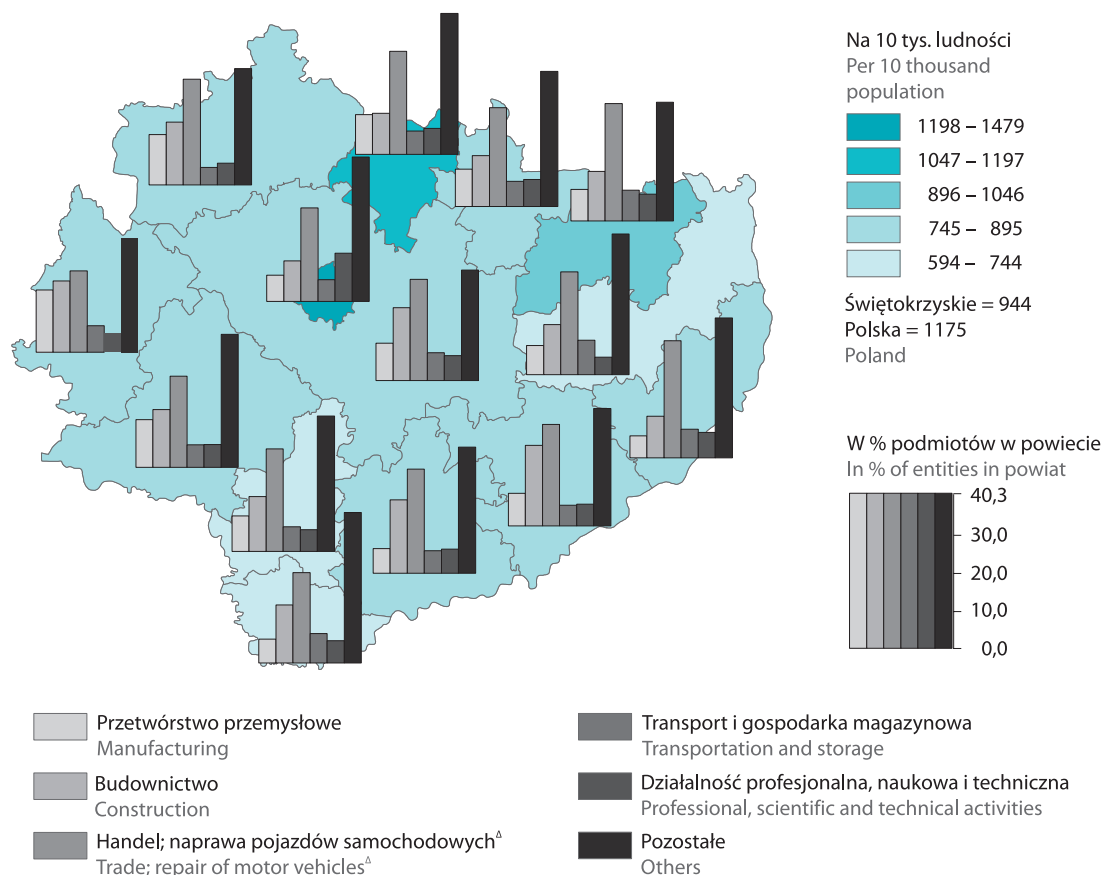 Na 10 tys. ludności
Per 10 thousand
population
1198 – 1479
1047 – 1197
896 – 1046
745 – 895
594 – 744
Świętokrzyskie = 944
Polska = 1175
Poland
W % podmiotów w powiecie
In % of entities in powiat
40,3
30,0
20,0
10,0
0,0
Przetwórstwo przemysłowe
Manufacturing
Budownictwo
Construction
Handel; naprawa pojazdów samochodowych^Δ
Trade; repair of motor vehicles^Δ
Transport i gospodarka magazynowa
Transportation and storage
Działalność profesjonalna, naukowa i techniczna
Professional, scientific and technical activities
Pozostałe
Others